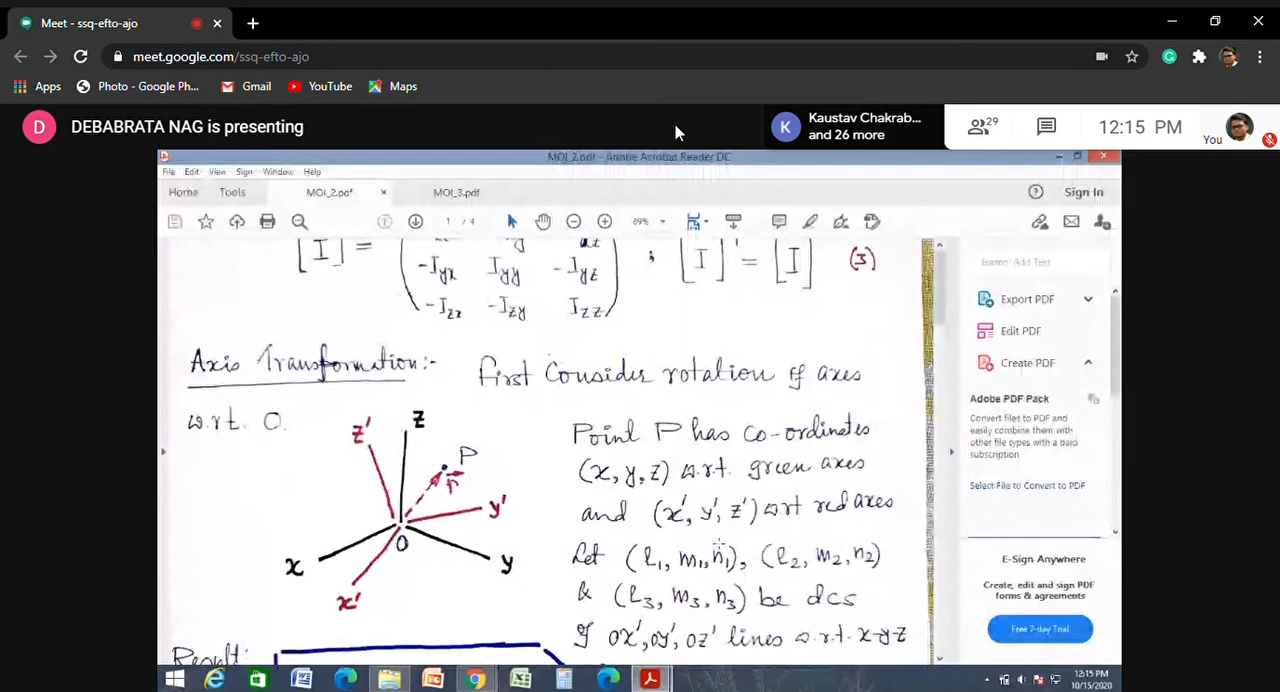 Meet - ssq-efto-ajo
meet.google.com/ssq-efto-ajo
Apps Photo - Google Ph... Gmail YouTube Maps
D DEBABRATA NAG is presenting
K Kaustav Chakrab...
and 26 more
29
12:15 PM
You
MOI_2.pdf - Adobe Acrobat Reader DC
File Edit View Sign Window Help
Home Tools MOI_2.pdf × MOI_3.pdf Sign In
1 / 4 89%
[I] =
-Iyx Iyy -Iyz
-Izx -Izy Izz
; [I]' = [I] (3)
Axis Transformation:- First Consider rotation of axes
w.r.t. O.
z'
z
P
r
y'
O
x
y
x'
Point P has co-ordinates
(x, y, z) w.r.t. green axes
and (x', y', z') wrt red axes
Let (l1, m1, n1), (l2, m2, n2)
& (l3, m3, n3) be dcs
of ox', oy', oz' lines w.r.t. x-y-z
Result:
Export PDF
Edit PDF
Create PDF
Adobe PDF Pack
Convert files to PDF and
easily combine them with
other file types with a paid
subscription
Select File to Convert to PDF
E-Sign Anywhere
Create, edit and sign PDF
forms & agreements
Free 7-day Trial
12:15 PM
10/15/2020